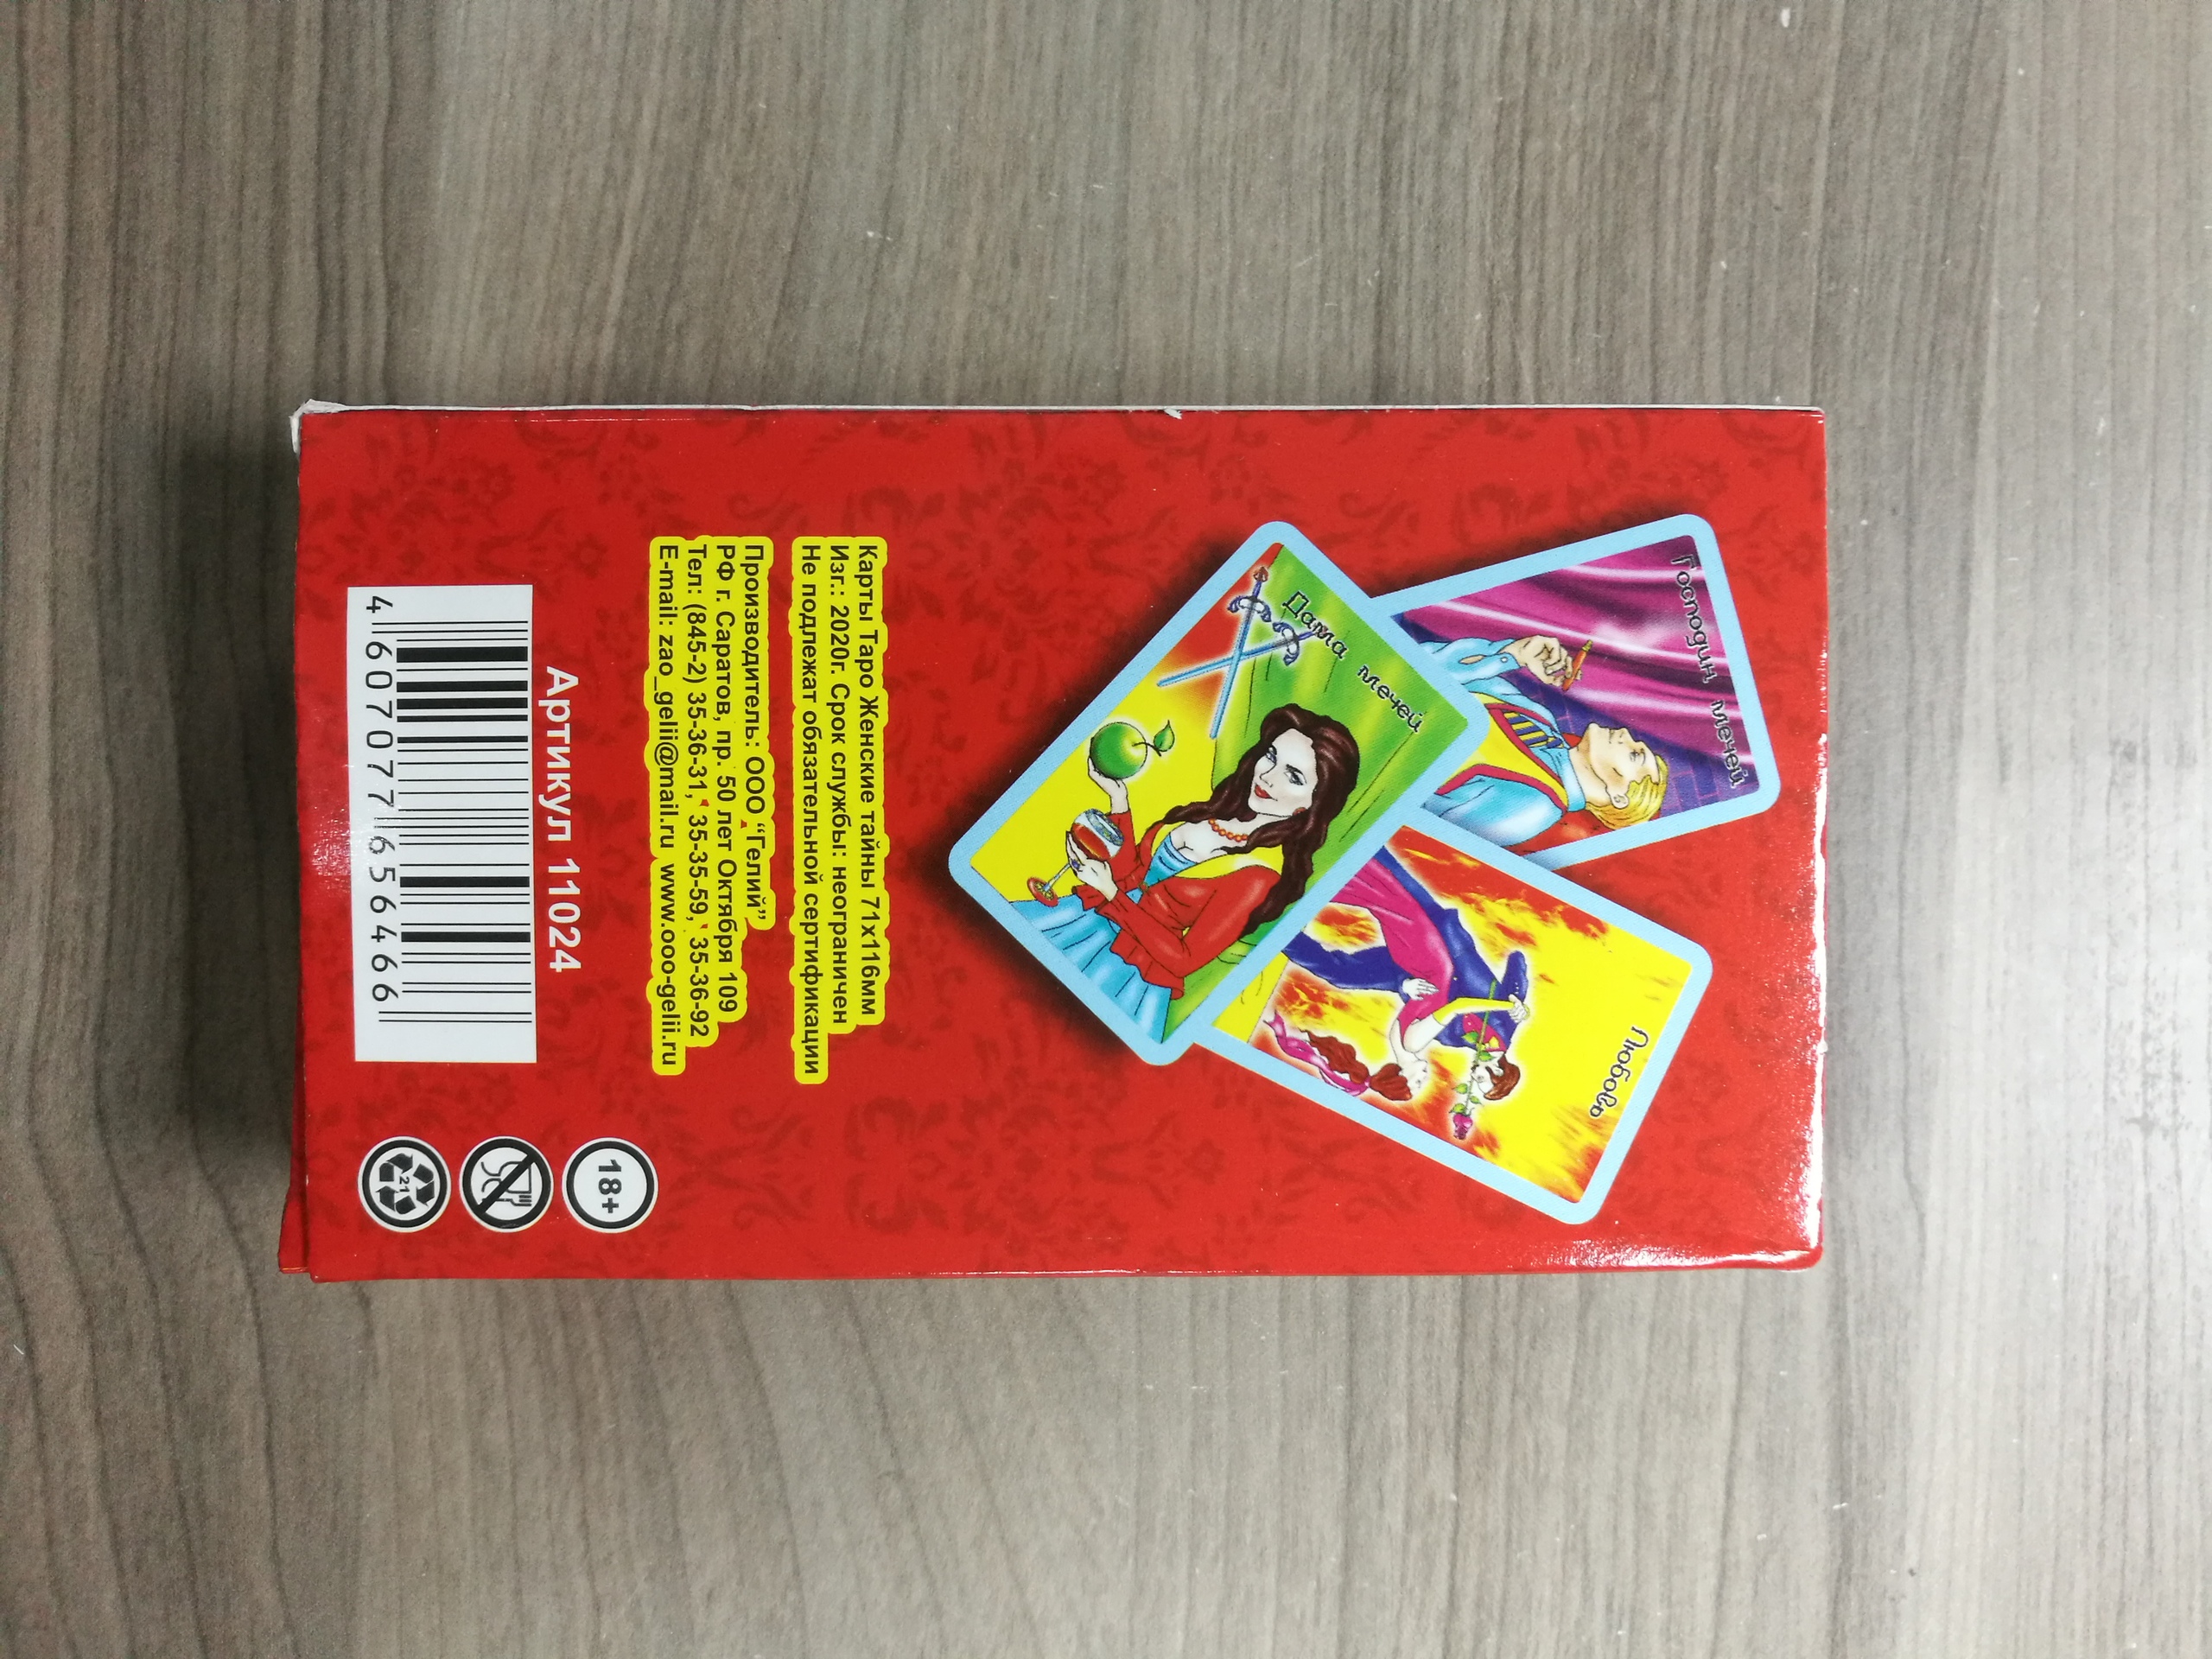 Господин мечей
Дама мечей
Любовь
Карты Таро Женские тайны 71х116мм
Изг.: 2020г. Срок службы: неограничен
Не подлежат обязательной сертификации
Производитель: ООО “Гелий”
РФ г. Саратов, пр. 50 лет Октября 109
Тел: (845-2) 35-36-31, 35-35-59, 35-36-92
E-mail: zao_gelii@mail.ru www.ooo-gelii.ru
18+
Артикул 11024
21
4 607077 656466